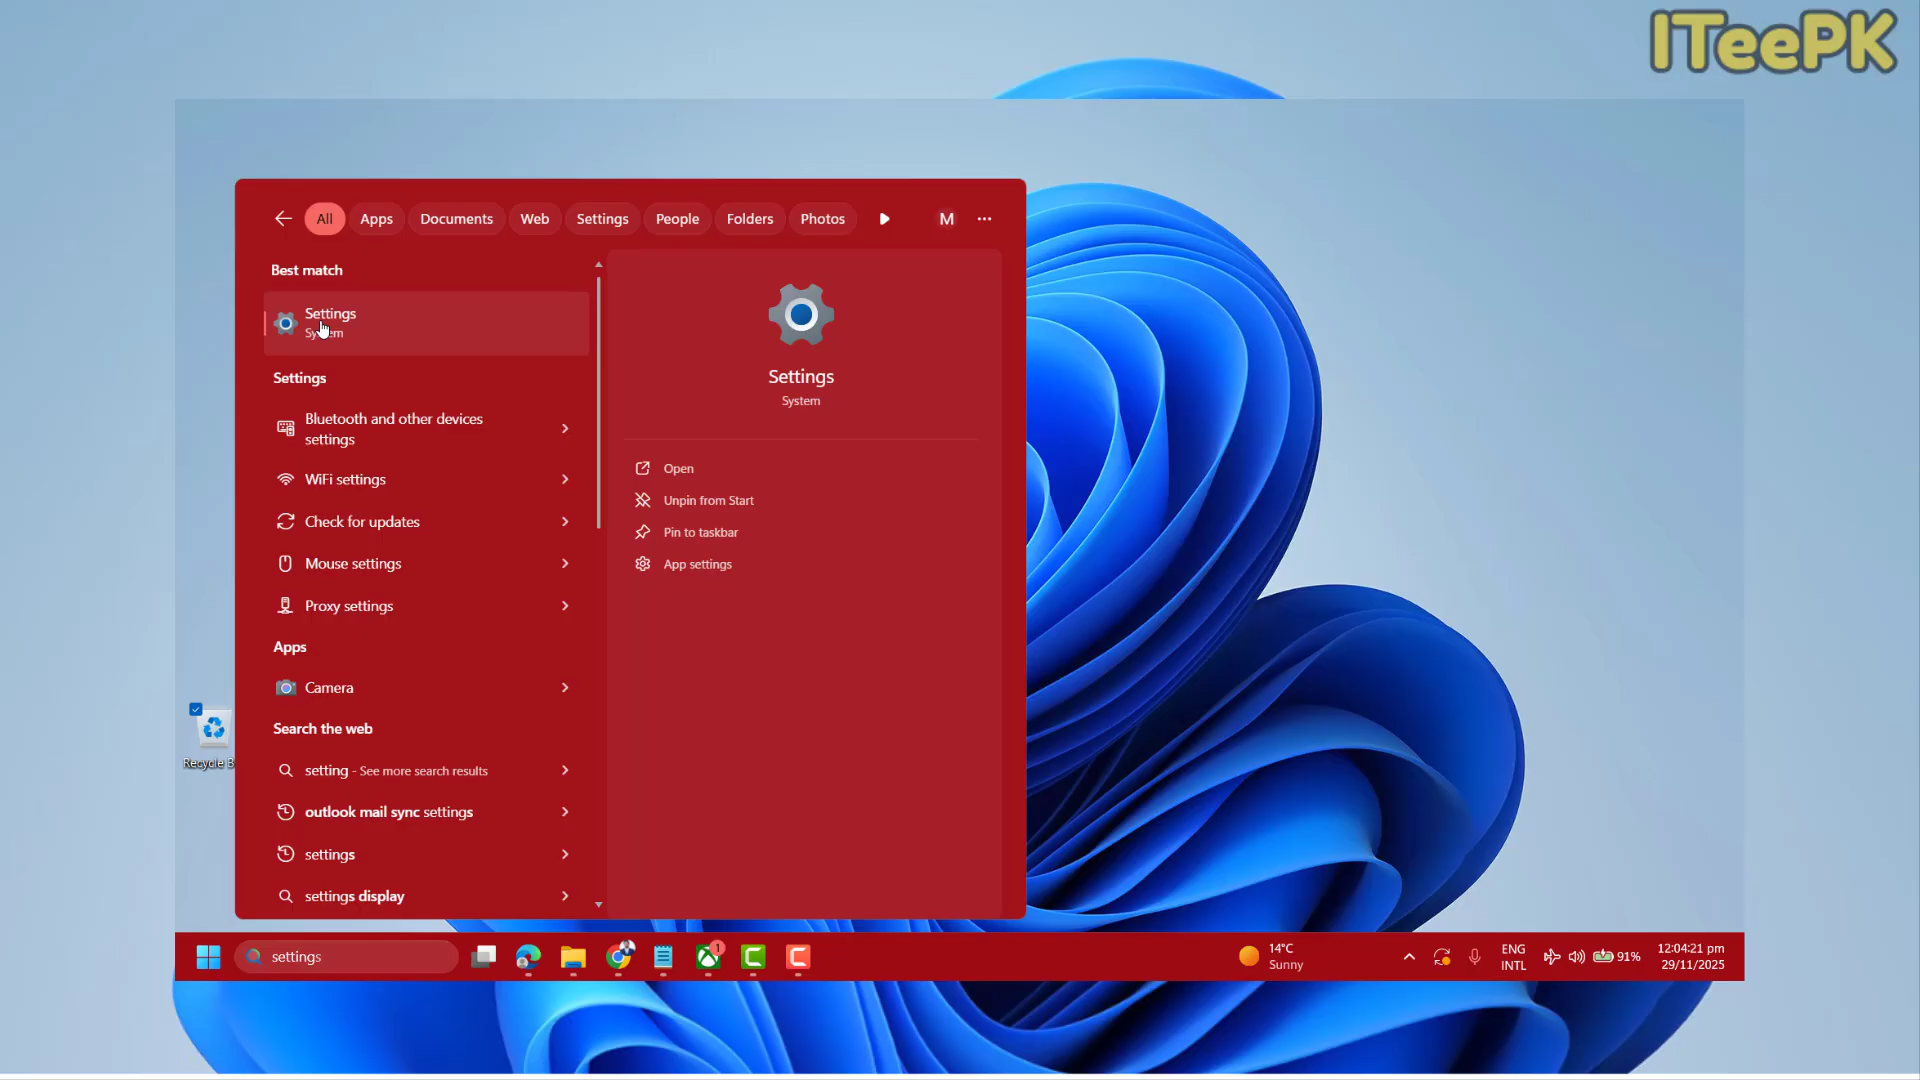 ITeePK
All
Apps
Documents
Web
Settings
People
Folders
Photos
M
Best match
Settings
System
Settings
Bluetooth and other devices
settings
WiFi settings
Check for updates
Mouse settings
Proxy settings
Apps
Camera
Search the web
setting - See more search results
outlook mail sync settings
settings
settings display
Settings
System
Open
Unpin from Start
Pin to taskbar
App settings
Recycle B
settings
1
14°C
Sunny
ENG
INTL
91%
12:04:21 pm
29/11/2025